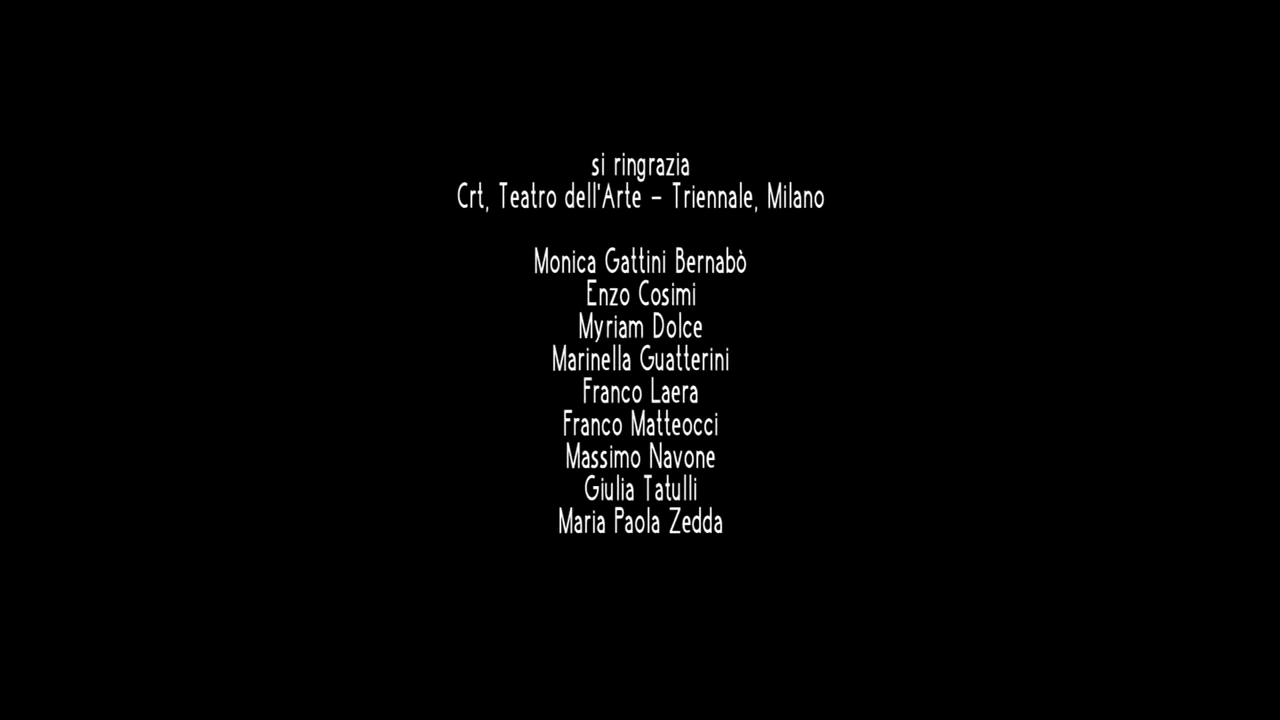 si ringrazia
Crt, Teatro dell'Arte - Triennale, Milano
Monica Gattini Bernabò
Enzo Cosimi
Myriam Dolce
Marinella Guatterini
Franco Laera
Franco Matteocci
Massimo Navone
Giulia Tatulli
Maria Paola Zedda